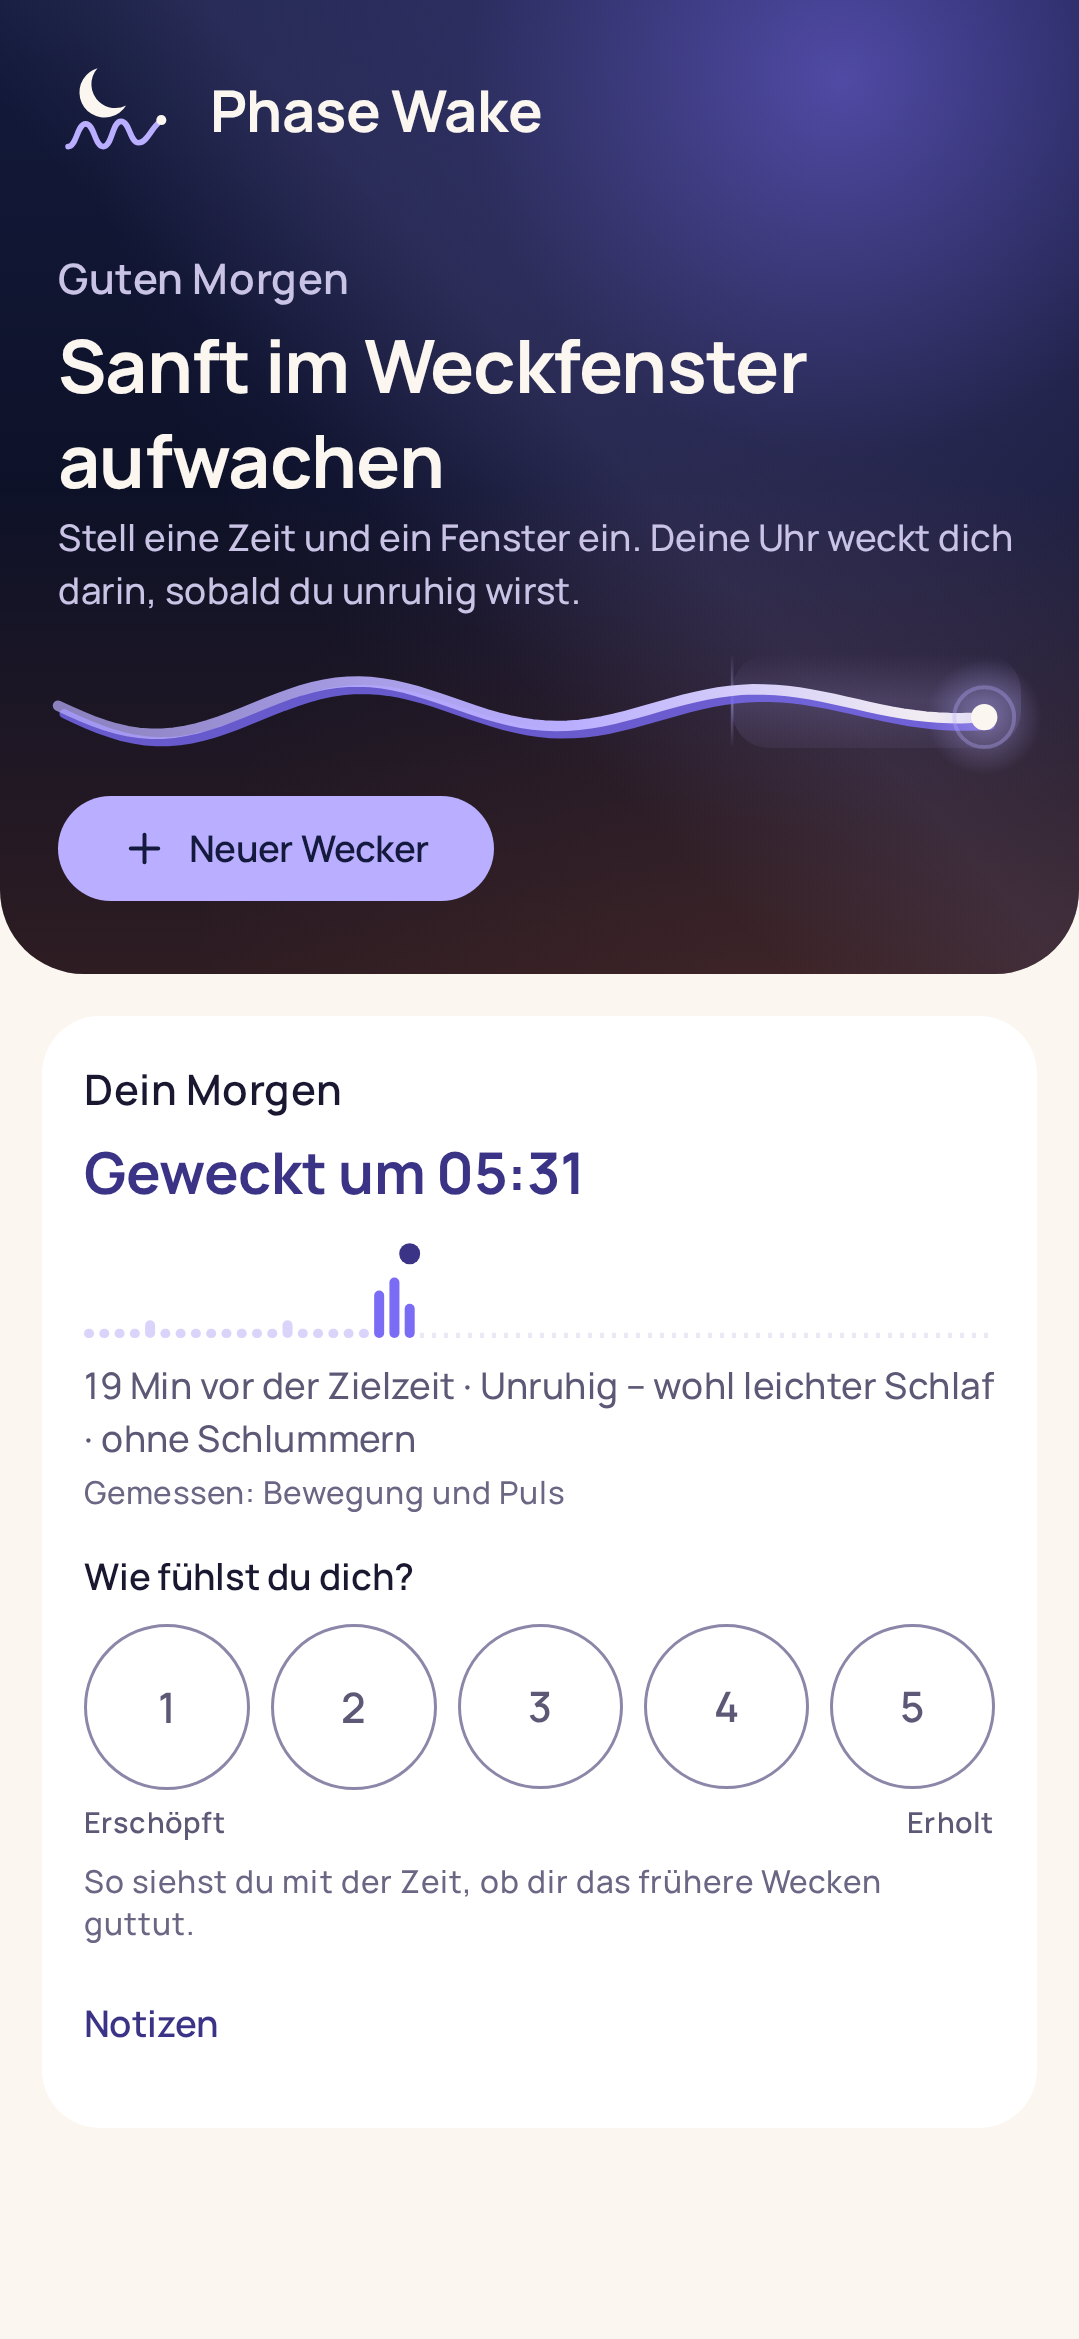 Phase Wake
Guten Morgen
Sanft im Weckfenster
aufwachen
Stell eine Zeit und ein Fenster ein. Deine Uhr weckt dich
darin, sobald du unruhig wirst.
Neuer Wecker
Dein Morgen
Geweckt um 05:31
19 Min vor der Zielzeit · Unruhig – wohl leichter Schlaf
· ohne Schlummern
Gemessen: Bewegung und Puls
Wie fühlst du dich?
1 2 3 4 5
Erschöpft Erholt
So siehst du mit der Zeit, ob dir das frühere Wecken
guttut.
Notizen